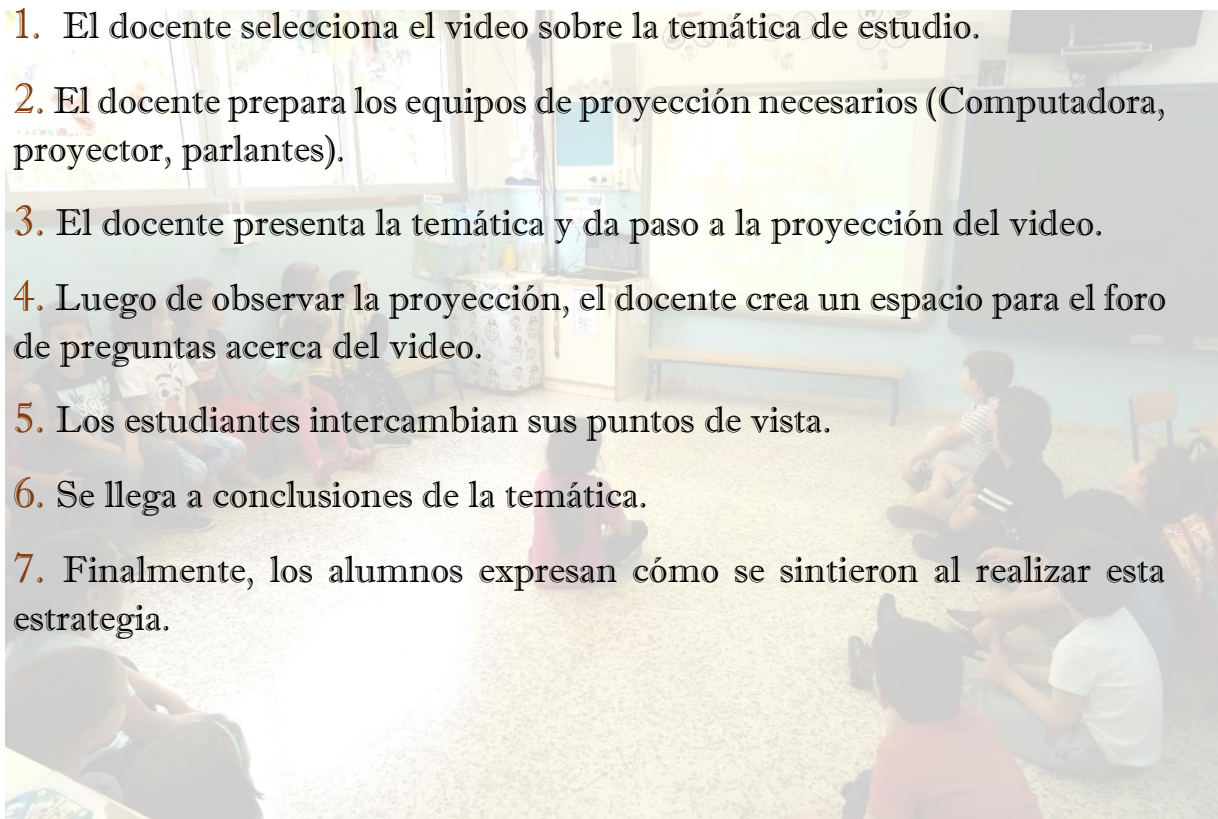 1. El docente selecciona el video sobre la temática de estudio.
2. El docente prepara los equipos de proyección necesarios (Computadora,
proyector, parlantes).
3. El docente presenta la temática y da paso a la proyección del video.
4. Luego de observar la proyección, el docente crea un espacio para el foro
de preguntas acerca del video.
5. Los estudiantes intercambian sus puntos de vista.
6. Se llega a conclusiones de la temática.
7. Finalmente, los alumnos expresan cómo se sintieron al realizar esta
estrategia.